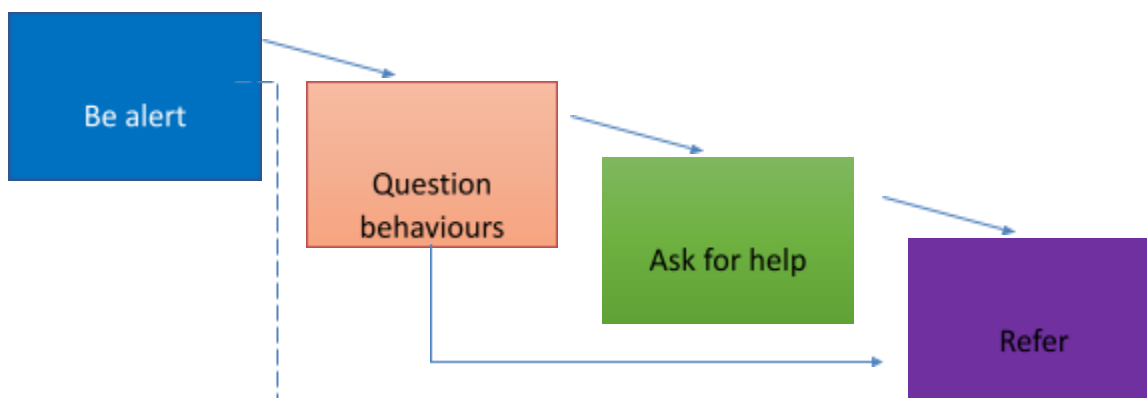 Be alert
Question
behaviours
Ask for help
Refer